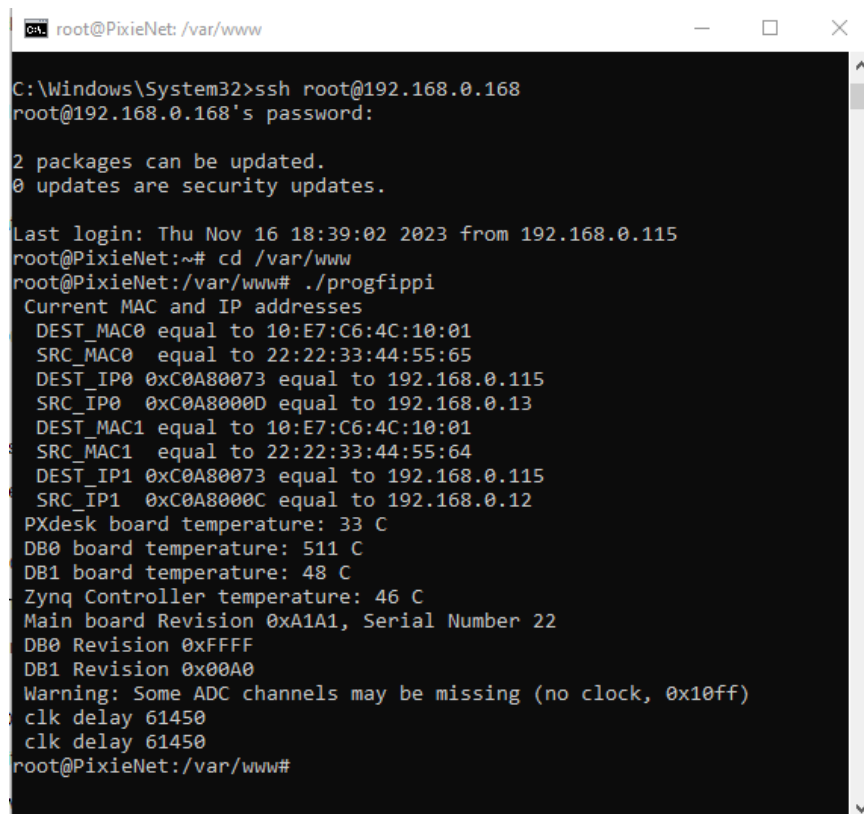 root@PixieNet: /var/www
C:\Windows\System32>ssh root@192.168.0.168
root@192.168.0.168's password:
2 packages can be updated.
0 updates are security updates.
Last login: Thu Nov 16 18:39:02 2023 from 192.168.0.115
root@PixieNet:~# cd /var/www
root@PixieNet:/var/www# ./progfippi
Current MAC and IP addresses
DEST_MAC0 equal to 10:E7:C6:4C:10:01
SRC_MAC0  equal to 22:22:33:44:55:65
DEST_IP0 0xC0A80073 equal to 192.168.0.115
SRC_IP0  0xC0A8000D equal to 192.168.0.13
DEST_MAC1 equal to 10:E7:C6:4C:10:01
SRC_MAC1  equal to 22:22:33:44:55:64
DEST_IP1 0xC0A80073 equal to 192.168.0.115
SRC_IP1  0xC0A8000C equal to 192.168.0.12
PXdesk board temperature: 33 C
DB0 board temperature: 511 C
DB1 board temperature: 48 C
Zynq Controller temperature: 46 C
Main board Revision 0xA1A1, Serial Number 22
DB0 Revision 0xFFFF
DB1 Revision 0x00A0
Warning: Some ADC channels may be missing (no clock, 0x10ff)
clk delay 61450
clk delay 61450
root@PixieNet:/var/www#